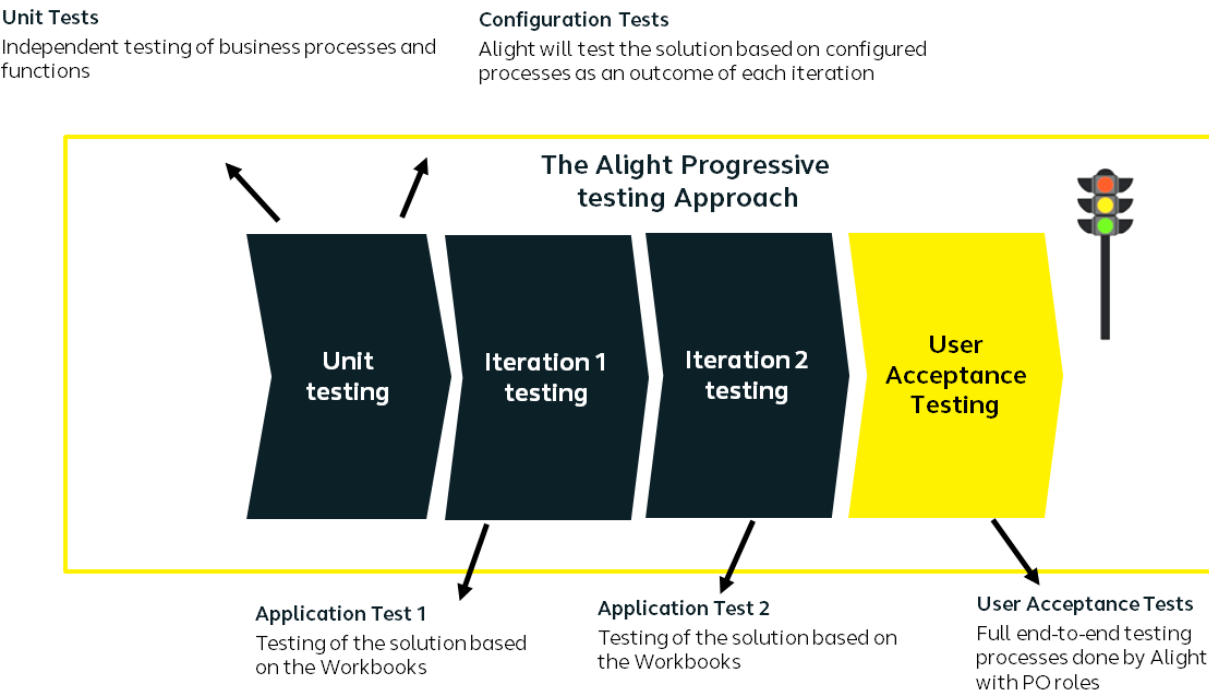 Unit Tests
Independent testing of business processes and
functions
Configuration Tests
Alight will test the solution based on configured
processes as an outcome of each iteration
The Alight Progressive
testing Approach
Unit
testing
Iteration 1
testing
Iteration 2
testing
User
Acceptance
Testing
Application Test 1
Testing of the solution based
on the Workbooks
Application Test 2
Testing of the solution based on
the Workbooks
User Acceptance Tests
Full end-to-end testing
processes done by Alight
with PO roles